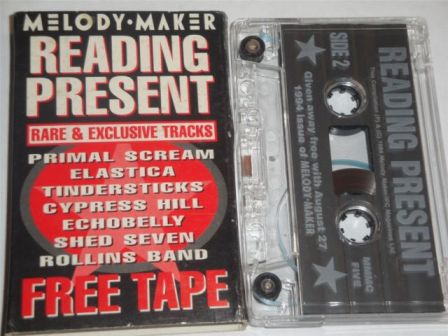 MELODY•MAKER
READING
PRESENT
RARE & EXCLUSIVE TRACKS
PRIMAL SCREAM
ELASTICA
TINDERSTICKS
CYPRESS HILL
ECHOBELLY
SHED SEVEN
ROLLINS BAND
FREE TAPE
READING PRESENT
SIDE 2
Given away free with August 27
1994 issue of MELODY•MAKER
MMMC
FIVE